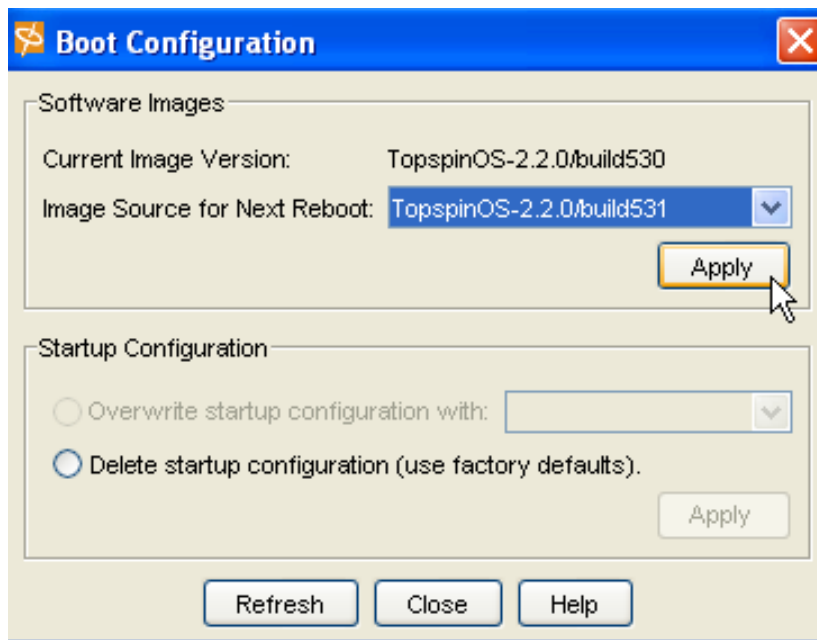 Boot Configuration
Software Images
Current Image Version: TopspinOS-2.2.0/build530
Image Source for Next Reboot: TopspinOS-2.2.0/build531
Apply
Startup Configuration
Overwrite startup configuration with:
Delete startup configuration (use factory defaults).
Apply
Refresh Close Help